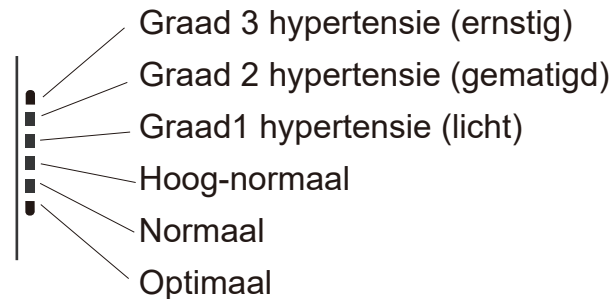 Graad 3 hypertensie (ernstig)
Graad 2 hypertensie (gematigd)
Graad1 hypertensie (licht)
Hoog-normaal
Normaal
Optimaal